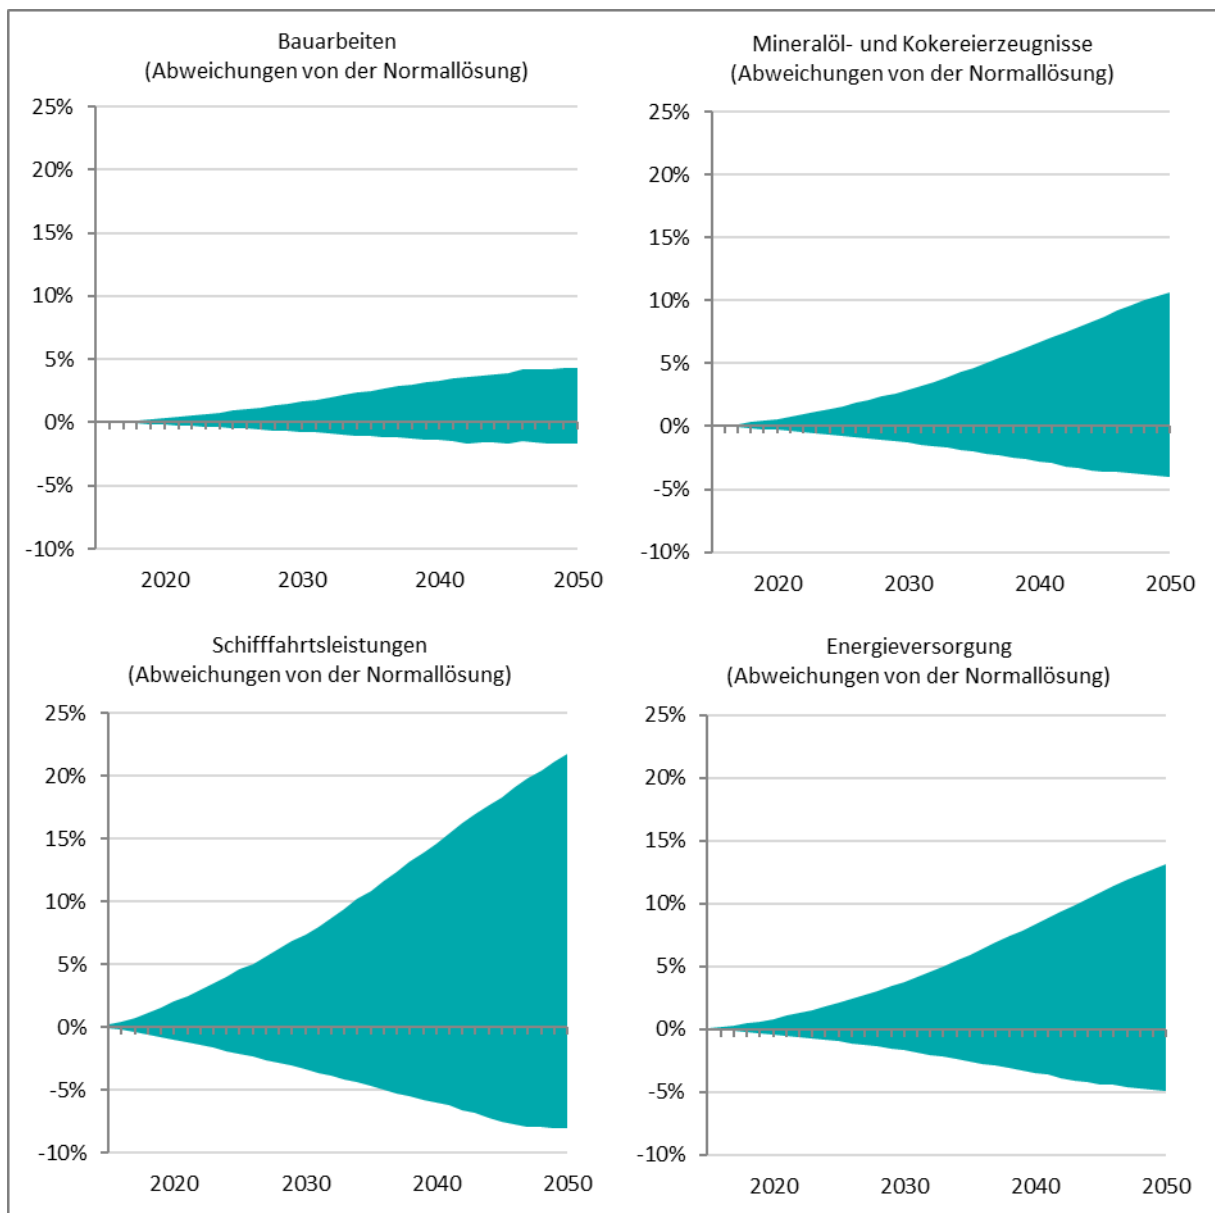 Bauarbeiten
(Abweichungen von der Normallösung)
25%
20%
15%
10%
5%
0%
-5%
-10%
2020 2030 2040 2050
Mineralöl- und Kokereierzeugnisse
(Abweichungen von der Normallösung)
25%
20%
15%
10%
5%
0%
-5%
-10%
2020 2030 2040 2050
Schifffahrtsleistungen
(Abweichungen von der Normallösung)
25%
20%
15%
10%
5%
0%
-5%
-10%
2020 2030 2040 2050
Energieversorgung
(Abweichungen von der Normallösung)
25%
20%
15%
10%
5%
0%
-5%
-10%
2020 2030 2040 2050